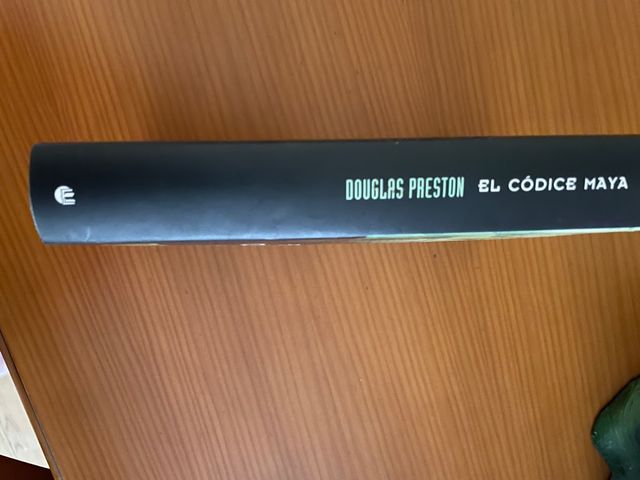 DOUGLAS PRESTON EL CÓDICE MAYA